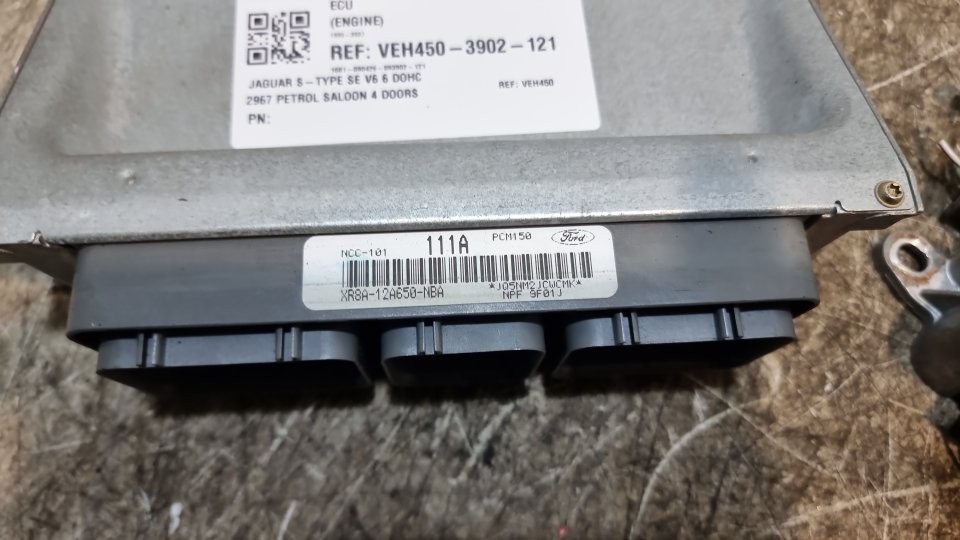 ECU
(ENGINE)
REF: VEH450-3902-121
JAGUAR S-TYPE SE V6 6 DOHC
REF: VEH450
2967 PETROL SALOON 4 DOORS
PN:
NCC-101
111A
PCM150
Ford
XR8A-12A650-NBA
*J05NM2JCWCMK*
NPF 9F01J